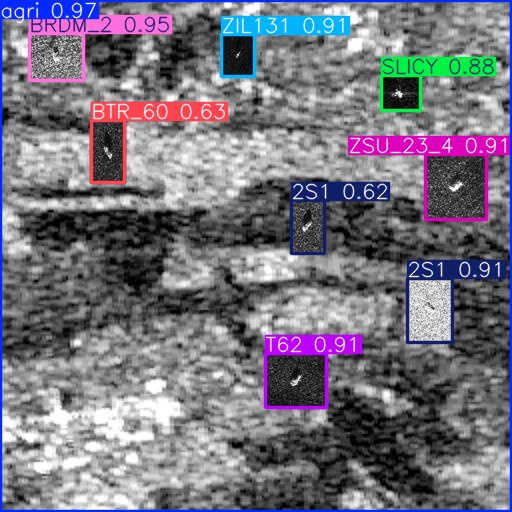 agri 0.97
BRDM_2 0.95
ZIL131 0.91
SLICY 0.88
BTR_60 0.63
ZSU_23_4 0.91
2S1 0.62
2S1 0.91
T62 0.91